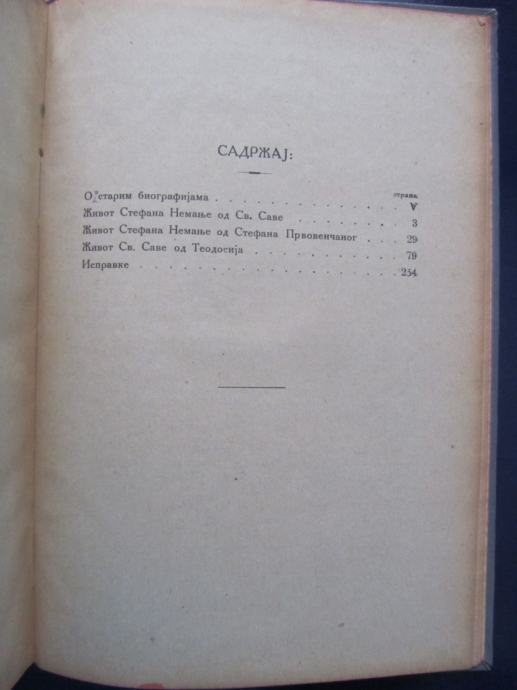 САДРЖАЈ:
страна
О старим биографијама . . . . . . . . . . . V
Живот Стефана Немање од Св. Саве . . . . . . . 3
Живот Стефана Немање од Стефана Првовенчаног . . . 29
Живот Св. Саве од Теодосија . . . . . . . . . 79
Исправке . . . . . . . . . . . . . . . 234